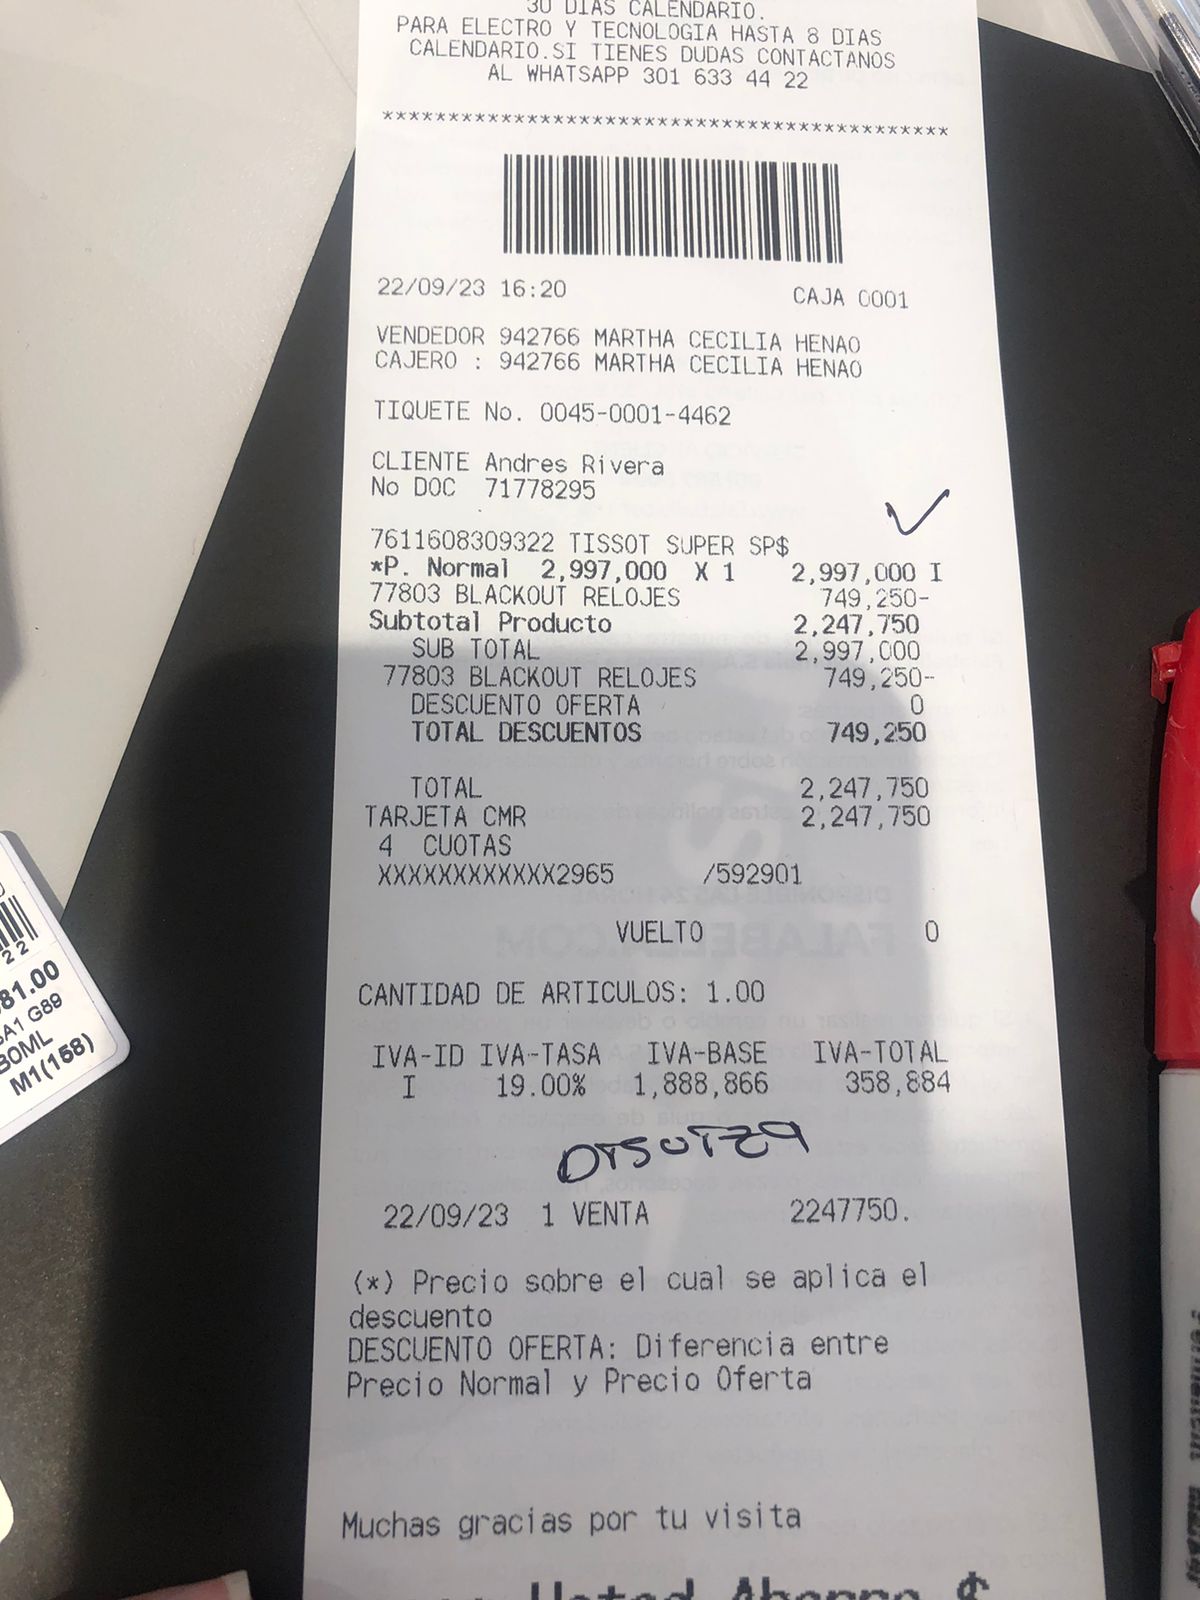 30 DIAS CALENDARIO.
PARA ELECTRO Y TECNOLOGIA HASTA 8 DIAS
CALENDARIO.SI TIENES DUDAS CONTACTANOS
AL WHATSAPP 301 633 44 22
*******************************************
22/09/23 16:20 CAJA 0001
VENDEDOR 942766 MARTHA CECILIA HENAO
CAJERO : 942766 MARTHA CECILIA HENAO
TIQUETE No. 0045-0001-4462
CLIENTE Andres Rivera
No DOC 71778295
7611608309322 TISSOT SUPER SP$
*P. Normal 2,997,000 X 1 2,997,000 I
77803 BLACKOUT RELOJES 749,250-
Subtotal Producto 2,247,750
SUB TOTAL 2,997,000
77803 BLACKOUT RELOJES 749,250-
DESCUENTO OFERTA 0
TOTAL DESCUENTOS 749,250
TOTAL 2,247,750
TARJETA CMR 2,247,750
4 CUOTAS
XXXXXXXXXXXX2965 /592901
VUELTO 0
CANTIDAD DE ARTICULOS: 1.00
IVA-ID IVA-TASA IVA-BASE IVA-TOTAL
I 19.00% 1,888,866 358,884
22/09/23 1 VENTA 2247750.
(*) Precio sobre el cual se aplica el
descuento
DESCUENTO OFERTA: Diferencia entre
Precio Normal y Precio Oferta
Muchas gracias por tu visita
Usted Ahorro $
22
81.00
SA1 G89
80ML
M1(158)